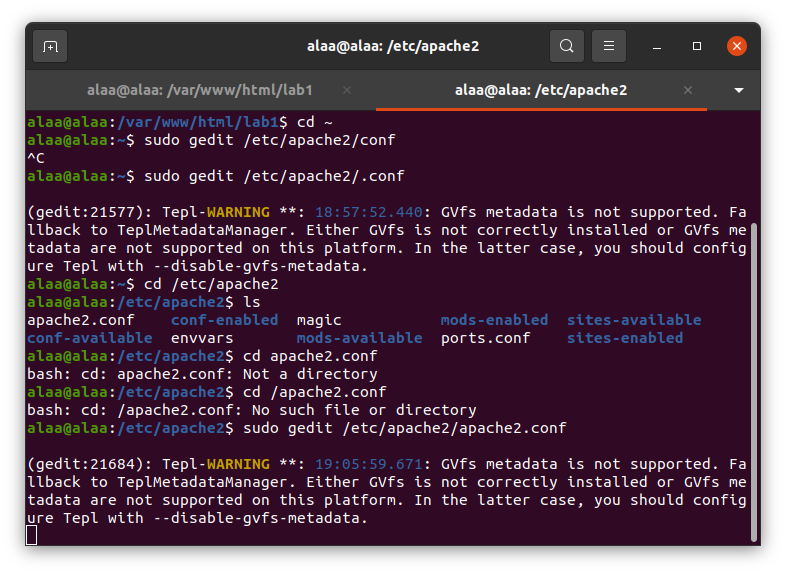 alaa@alaa: /etc/apache2
alaa@alaa: /var/www/html/lab1 × alaa@alaa: /etc/apache2 ×
alaa@alaa:/var/www/html/lab1$ cd ~
alaa@alaa:~$ sudo gedit /etc/apache2/conf
^C
alaa@alaa:~$ sudo gedit /etc/apache2/.conf

(gedit:21577): Tepl-WARNING **: 18:57:52.440: GVfs metadata is not supported. Fa
llback to TeplMetadataManager. Either GVfs is not correctly installed or GVfs me
tadata are not supported on this platform. In the latter case, you should config
ure Tepl with --disable-gvfs-metadata.
alaa@alaa:~$ cd /etc/apache2
alaa@alaa:/etc/apache2$ ls
apache2.conf    conf-enabled  magic           mods-enabled  sites-available
conf-available  envvars       mods-available  ports.conf    sites-enabled
alaa@alaa:/etc/apache2$ cd apache2.conf
bash: cd: apache2.conf: Not a directory
alaa@alaa:/etc/apache2$ cd /apache2.conf
bash: cd: /apache2.conf: No such file or directory
alaa@alaa:/etc/apache2$ sudo gedit /etc/apache2/apache2.conf

(gedit:21684): Tepl-WARNING **: 19:05:59.671: GVfs metadata is not supported. Fa
llback to TeplMetadataManager. Either GVfs is not correctly installed or GVfs me
tadata are not supported on this platform. In the latter case, you should config
ure Tepl with --disable-gvfs-metadata.